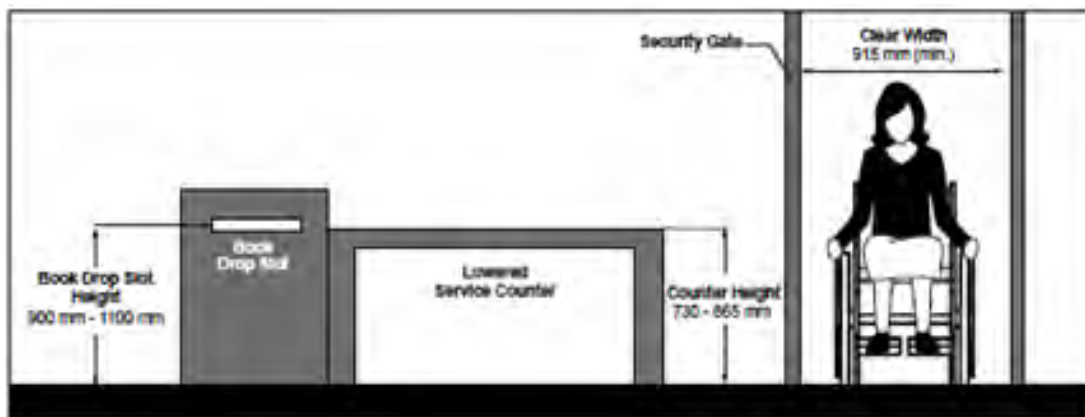 Security Gate
Clear Width
915 mm (min.)
Book
Drop Slot
Book Drop Slot
Height
900 mm - 1100 mm
Lowered
Service Counter
Counter Height
730 - 865 mm